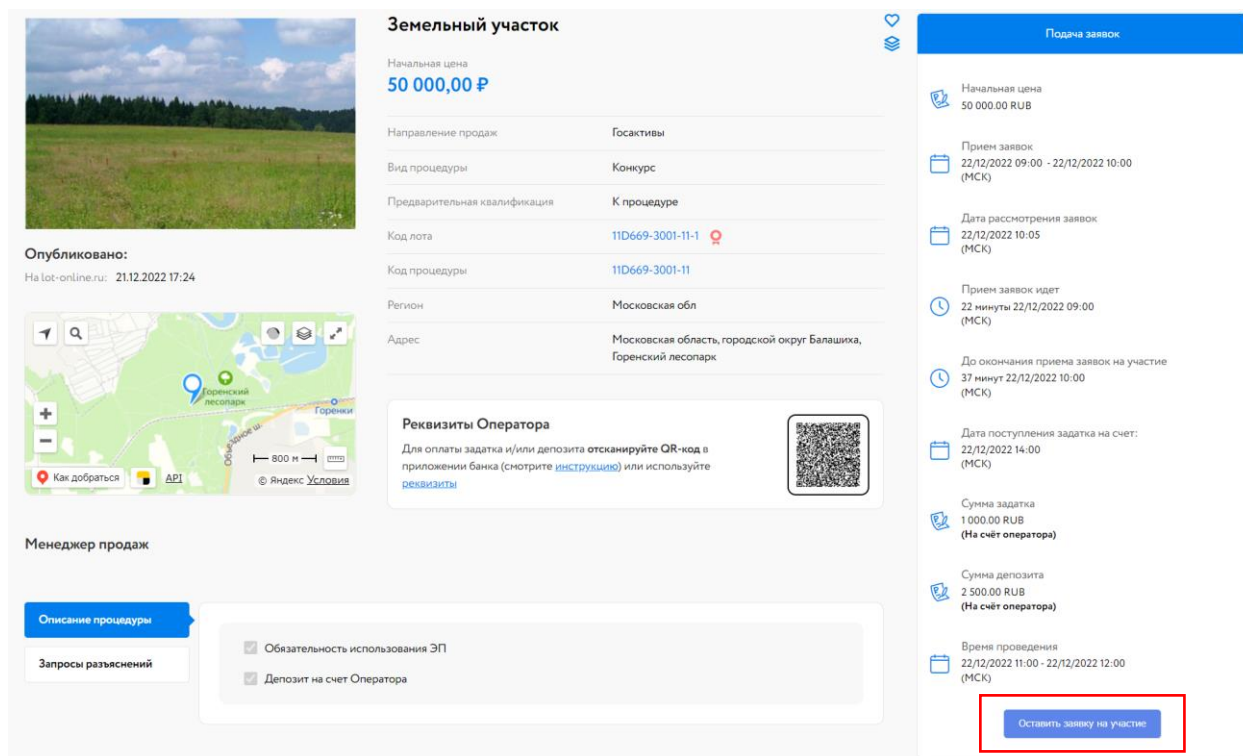 Земельный участок
Начальная цена
50 000,00 ₽
Направление продаж Госактивы
Вид процедуры Конкурс
Предварительная квалификация К процедуре
Код лота 11D669-3001-11-1
Код процедуры 11D669-3001-11
Регион Московская обл
Адрес Московская область, городской округ Балашиха,
Горенский лесопарк
Опубликовано:
На lot-online.ru: 21.12.2022 17:24
Горенский
лесопарк
Горенки
Объездное ш.
800 м
Как добраться
API
© Яндекс Условия
Реквизиты Оператора
Для оплаты задатка и/или депозита отсканируйте QR-код в
приложении банка (смотрите инструкцию) или используйте
реквизиты
Менеджер продаж
Описание процедуры
Запросы разъяснений
Обязательность использования ЭП
Депозит на счет Оператора
Подача заявок
Начальная цена
50 000.00 RUB
Прием заявок
22/12/2022 09:00 - 22/12/2022 10:00
(МСК)
Дата рассмотрения заявок
22/12/2022 10:05
(МСК)
Прием заявок идет
22 минуты 22/12/2022 09:00
(МСК)
До окончания приема заявок на участие
37 минут 22/12/2022 10:00
(МСК)
Дата поступления задатка на счет:
22/12/2022 14:00
(МСК)
Сумма задатка
1 000.00 RUB
(На счёт оператора)
Сумма депозита
2 500.00 RUB
(На счёт оператора)
Время проведения
22/12/2022 11:00 - 22/12/2022 12:00
(МСК)
Оставить заявку на участие